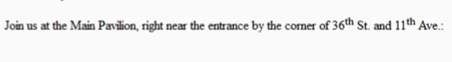 Join us at the Main Pavilion, right near the entrance by the corner of 36th St. and 11th Ave.: